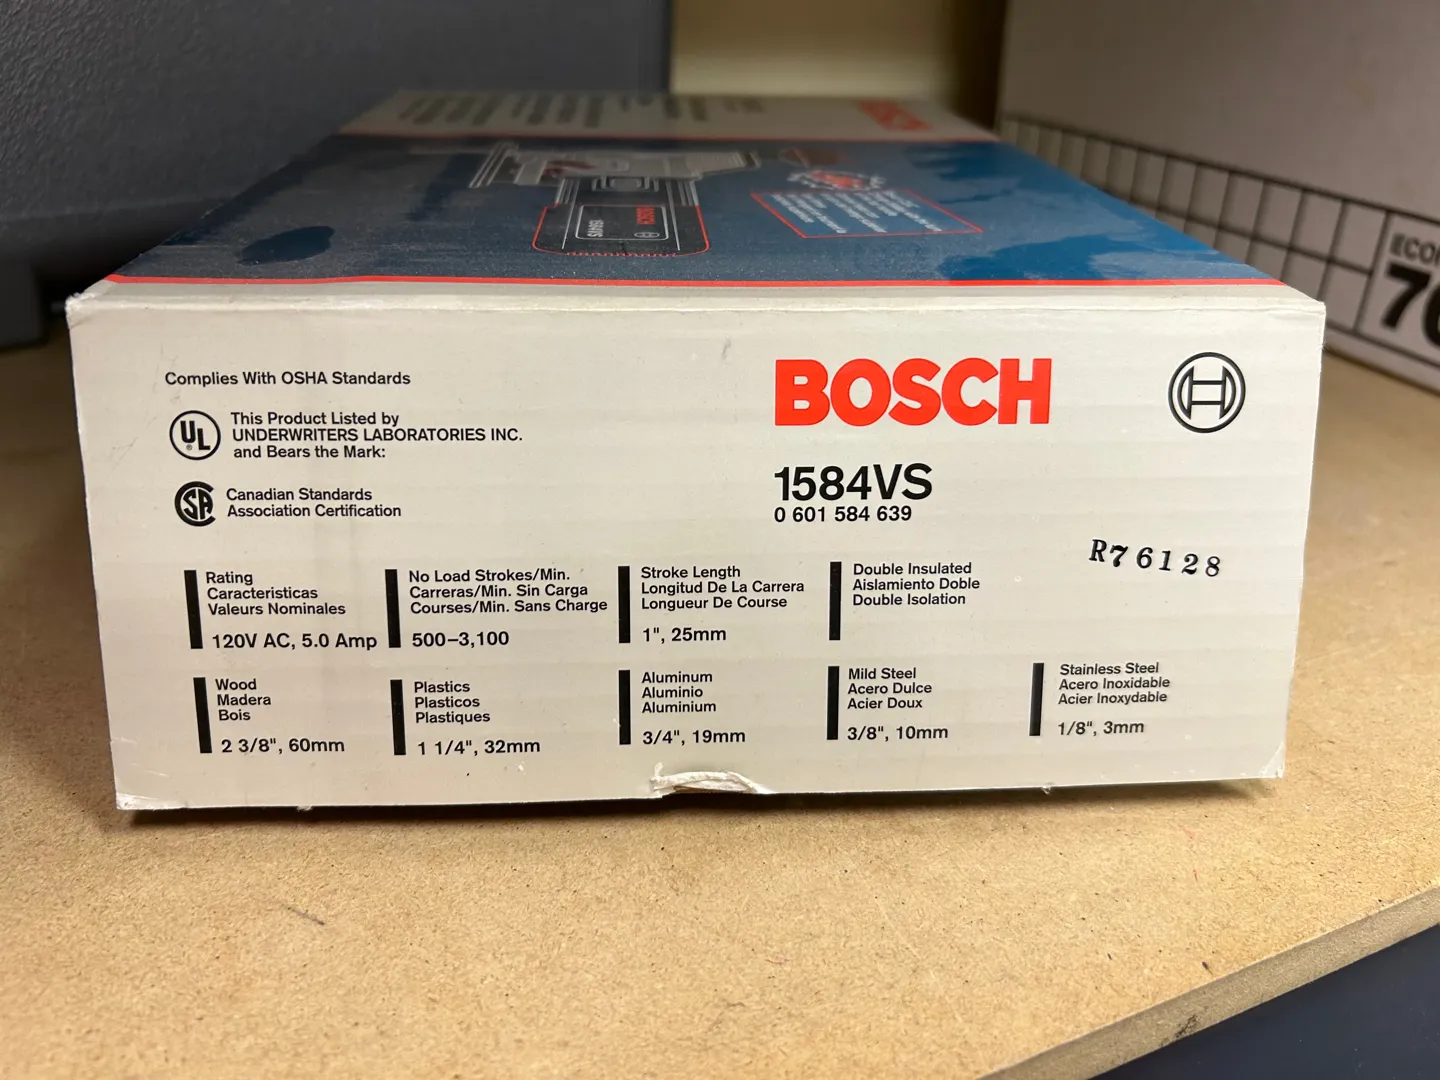 BOSCH
1584VS
Complies With OSHA Standards
UL
This Product Listed by
UNDERWRITERS LABORATORIES INC.
and Bears the Mark:
SA
Canadian Standards
Association Certification
BOSCH
1584VS
0 601 584 639
R76128
Rating
Caracteristicas
Valeurs Nominales
120V AC, 5.0 Amp
No Load Strokes/Min.
Carreras/Min. Sin Carga
Courses/Min. Sans Charge
500–3,100
Stroke Length
Longitud De La Carrera
Longueur De Course
1", 25mm
Double Insulated
Aislamiento Doble
Double Isolation
Wood
Madera
Bois
2 3/8", 60mm
Plastics
Plasticos
Plastiques
1 1/4", 32mm
Aluminum
Aluminio
Aluminium
3/4", 19mm
Mild Steel
Acero Dulce
Acier Doux
3/8", 10mm
Stainless Steel
Acero Inoxidable
Acier Inoxydable
1/8", 3mm